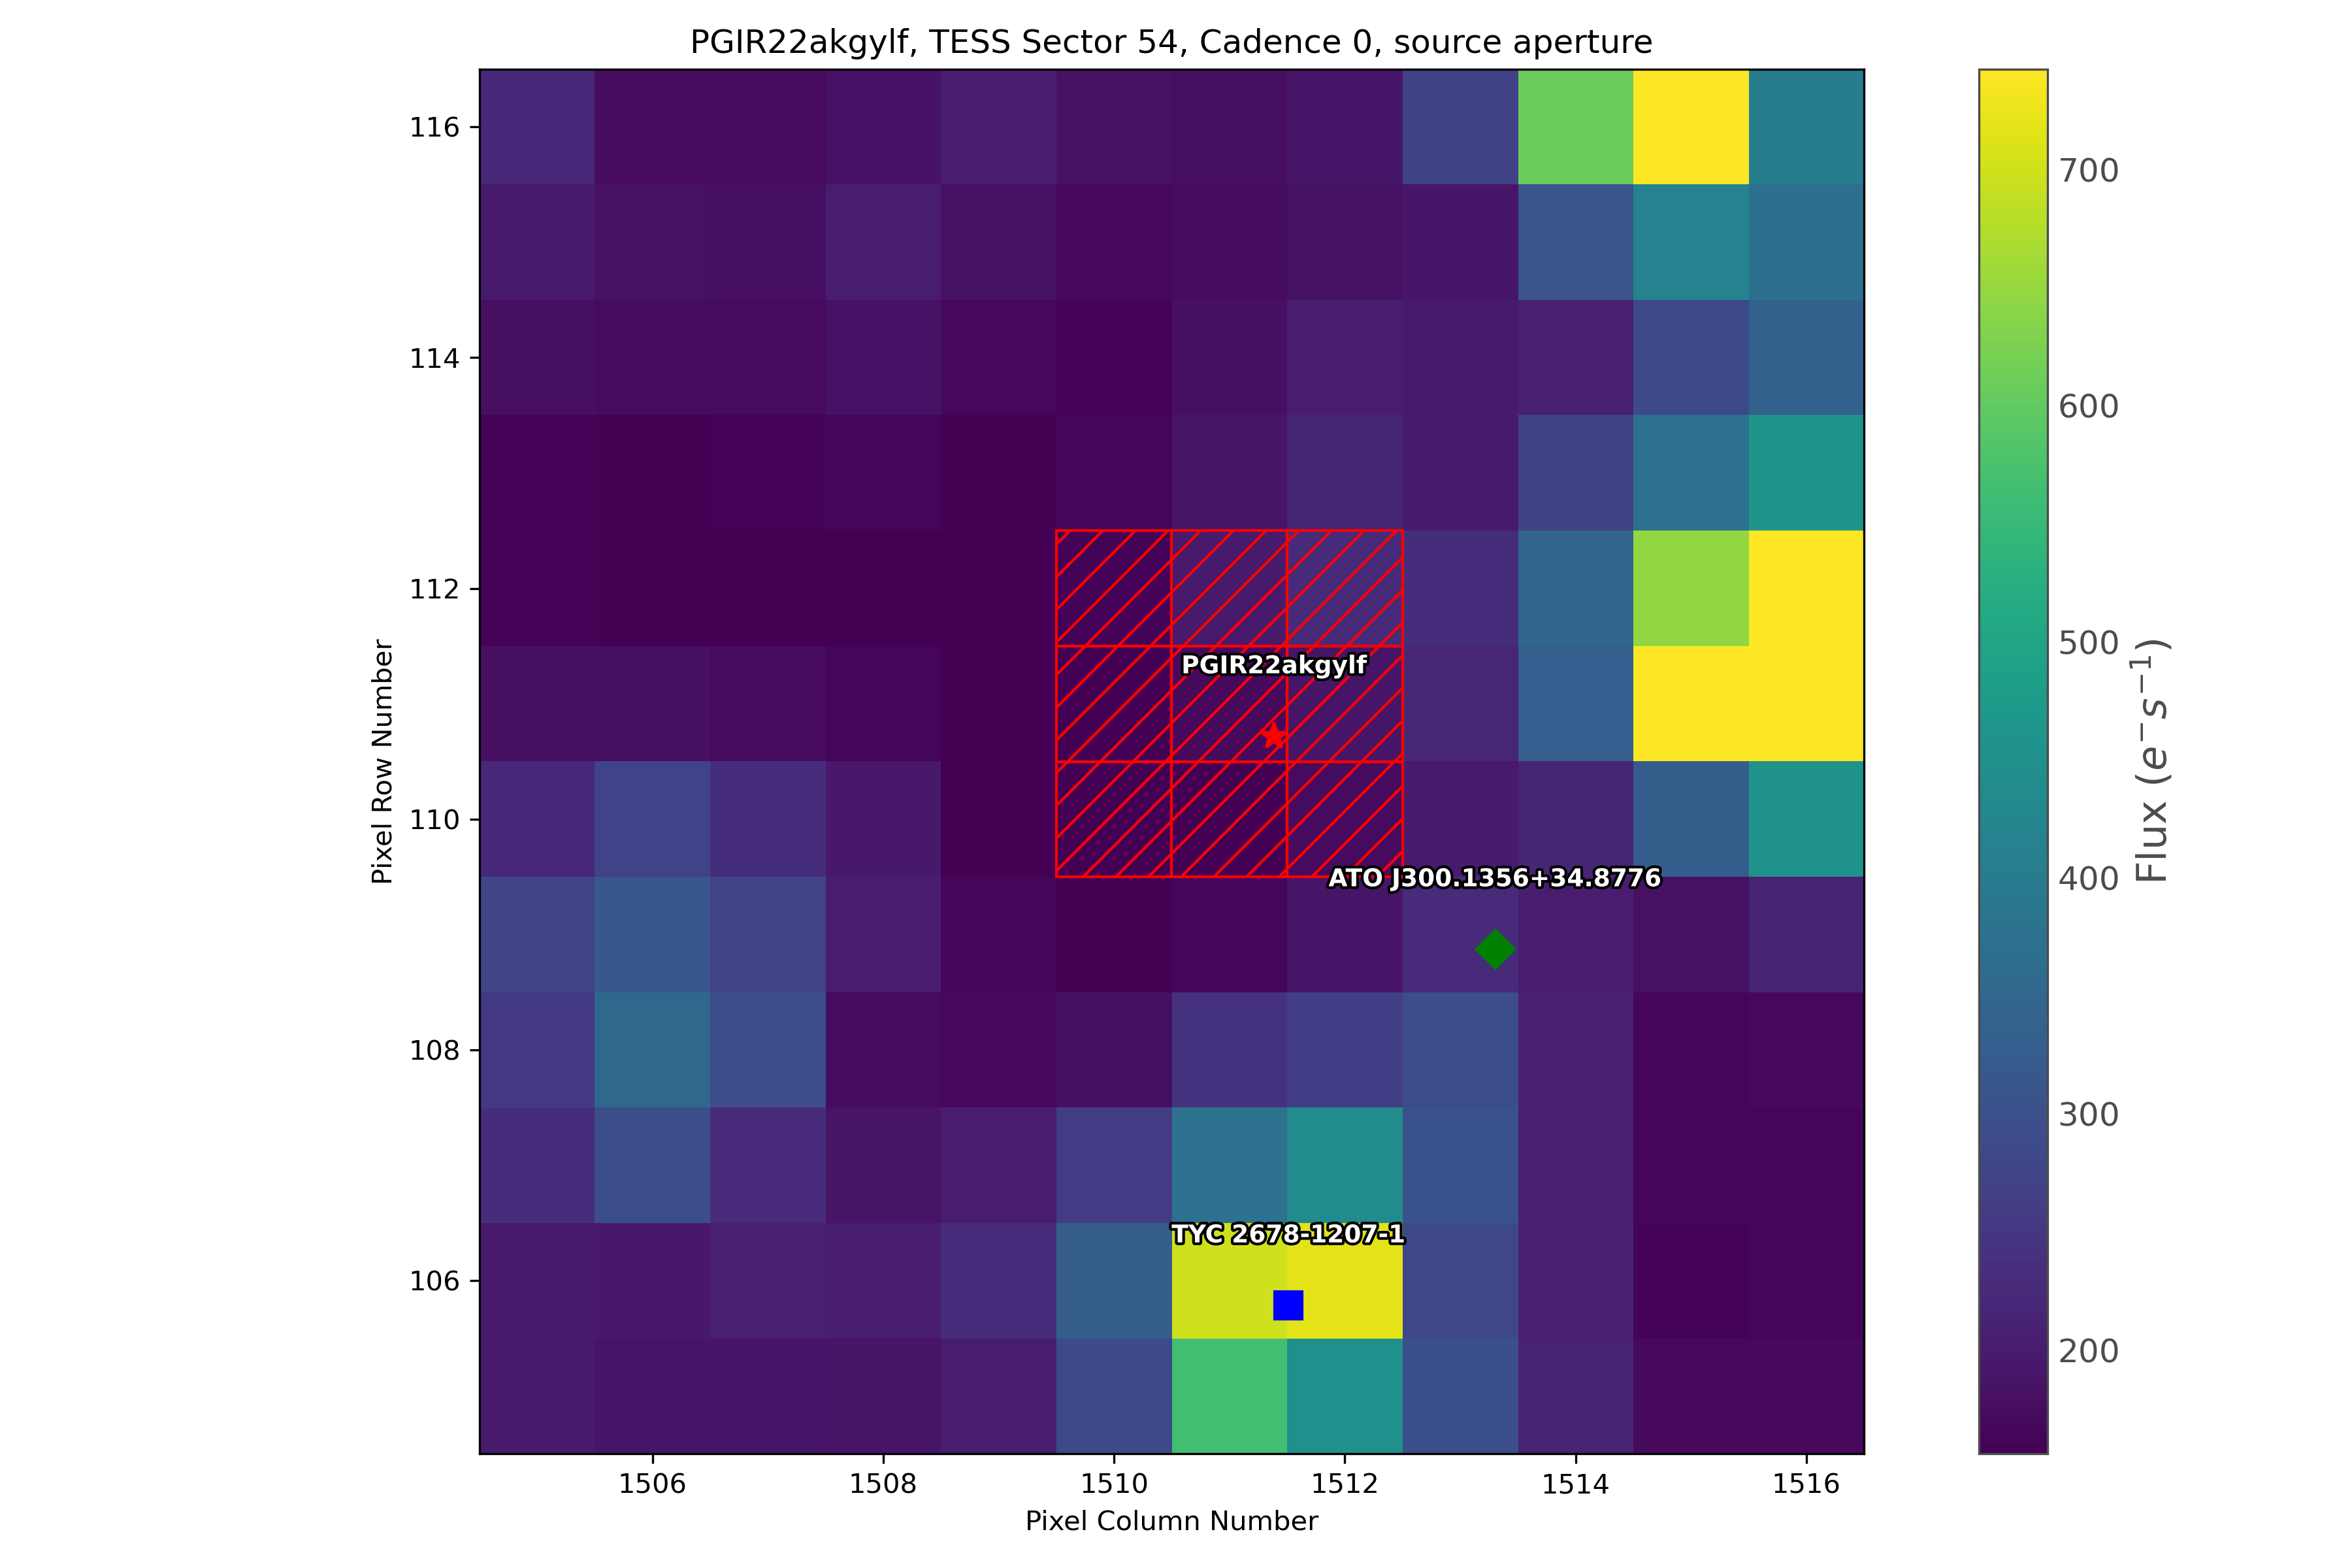 PGIR22akgylf, TESS Sector 54, Cadence 0, source aperture
116
114
112
110
108
106
Pixel Row Number
PGIR22akgylf
ATO J300.1356+34.8776
TYC 2678-1207-1
1506 1508 1510 1512 1514 1516
Pixel Column Number
700
600
500
400
300
200
Flux (e⁻s⁻¹)